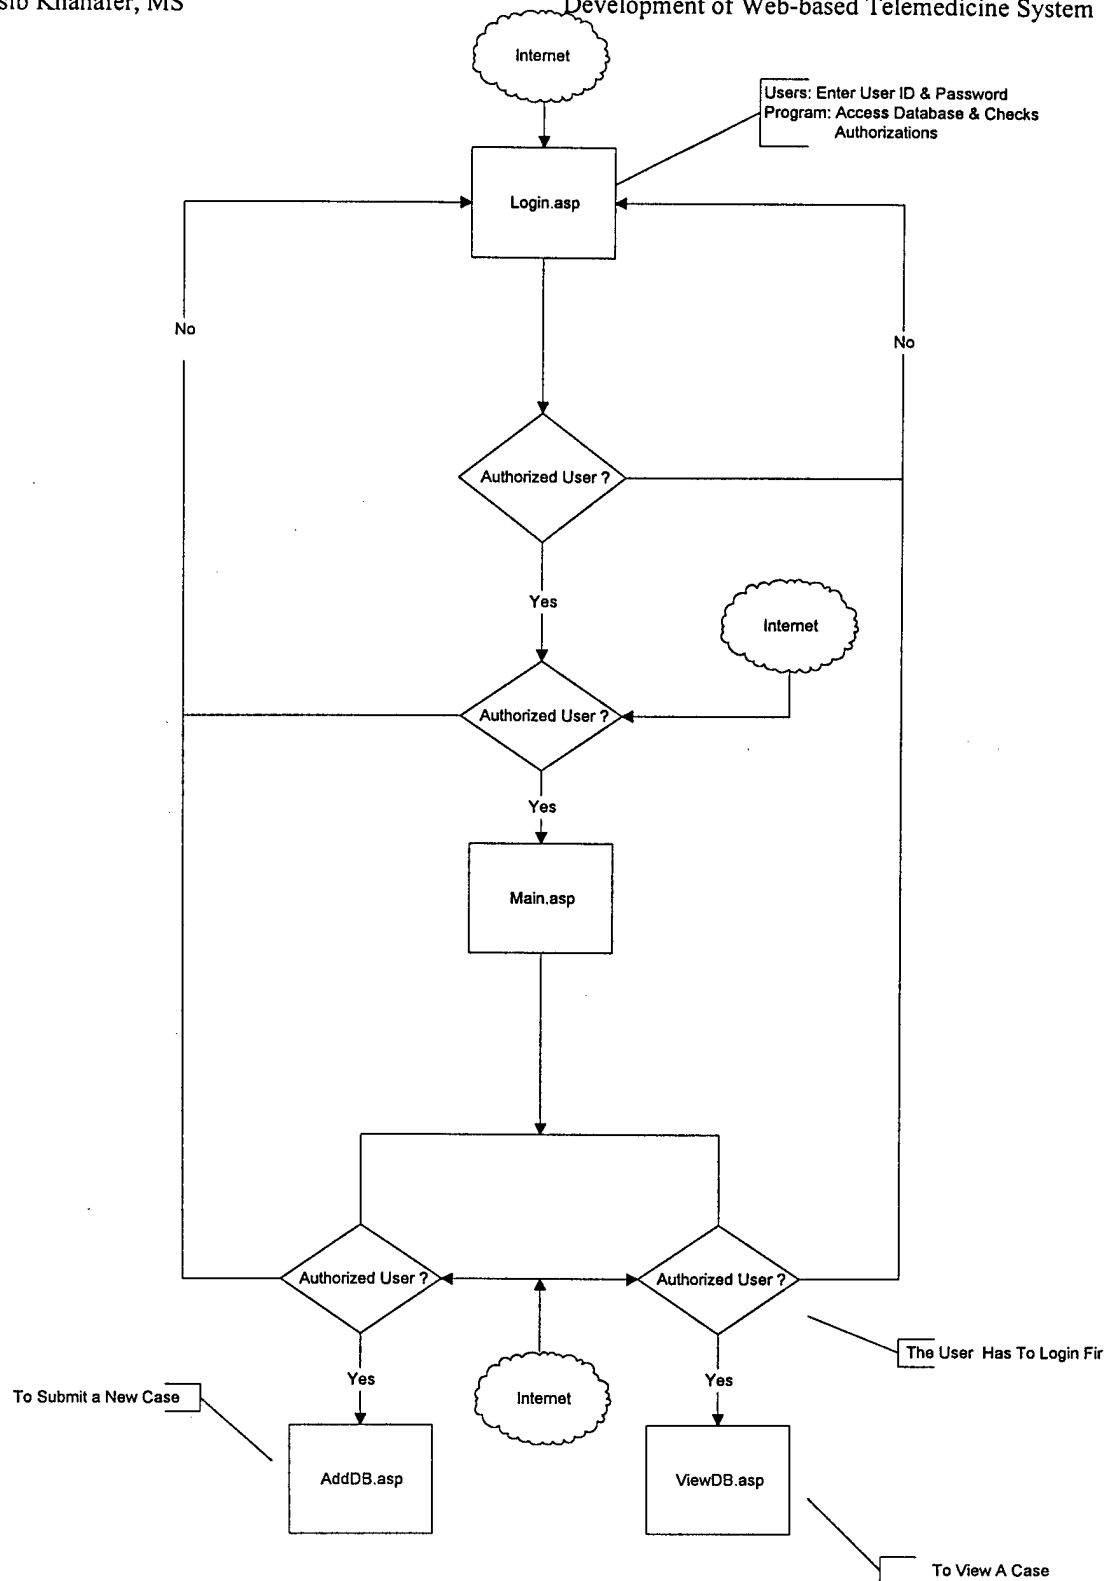 Khanafer, MS
Development of Web-based Telemedicine System
Internet
Users: Enter User ID & Password
Program: Access Database & Checks
Authorizations
Login.asp
No
No
Authorized User ?
Yes
Internet
Authorized User ?
Yes
Main.asp
Authorized User ?
Authorized User ?
The User Has To Login
Yes
Yes
To Submit a New Case
Internet
AddDB.asp
ViewDB.asp
To View A Case